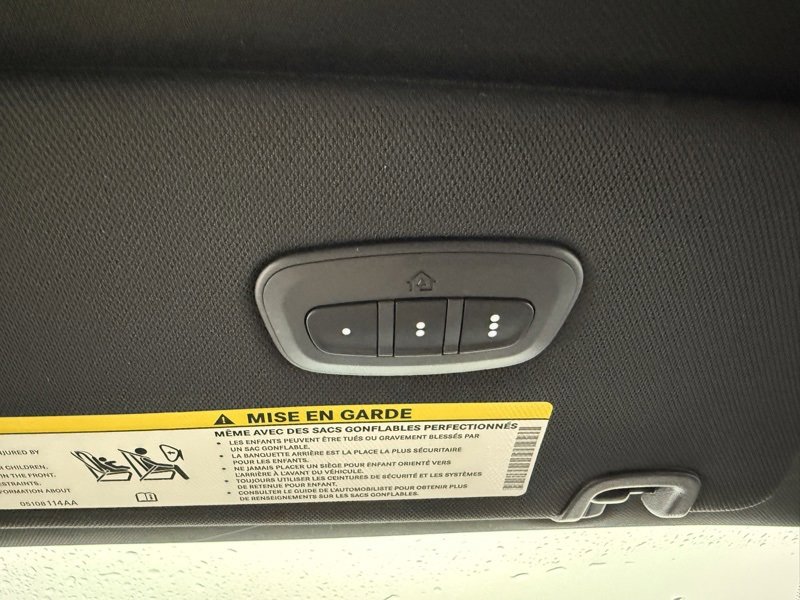 MISE EN GARDE
MÊME AVEC DES SACS GONFLABLES PERFECTIONNÉS
• LES ENFANTS PEUVENT ÊTRE TUÉS OU GRAVEMENT BLESSÉS PAR
UN SAC GONFLABLE.
• LA BANQUETTE ARRIÈRE EST LA PLACE LA PLUS SÉCURITAIRE
POUR LES ENFANTS.
• NE JAMAIS PLACER UN SIÈGE POUR ENFANT ORIENTÉ VERS
L'ARRIÈRE À L'AVANT DU VÉHICULE.
• TOUJOURS UTILISER LES CEINTURES DE SÉCURITÉ ET LES SYSTÈMES
DE RETENUE POUR ENFANT.
• CONSULTER LE GUIDE DE L'AUTOMOBILISTE POUR OBTENIR PLUS
DE RENSEIGNEMENTS SUR LES SACS GONFLABLES.
NJURED BY
CHILDREN.
IN THE FRONT.
TRAINTS.
FORMATION ABOUT
05108114AA